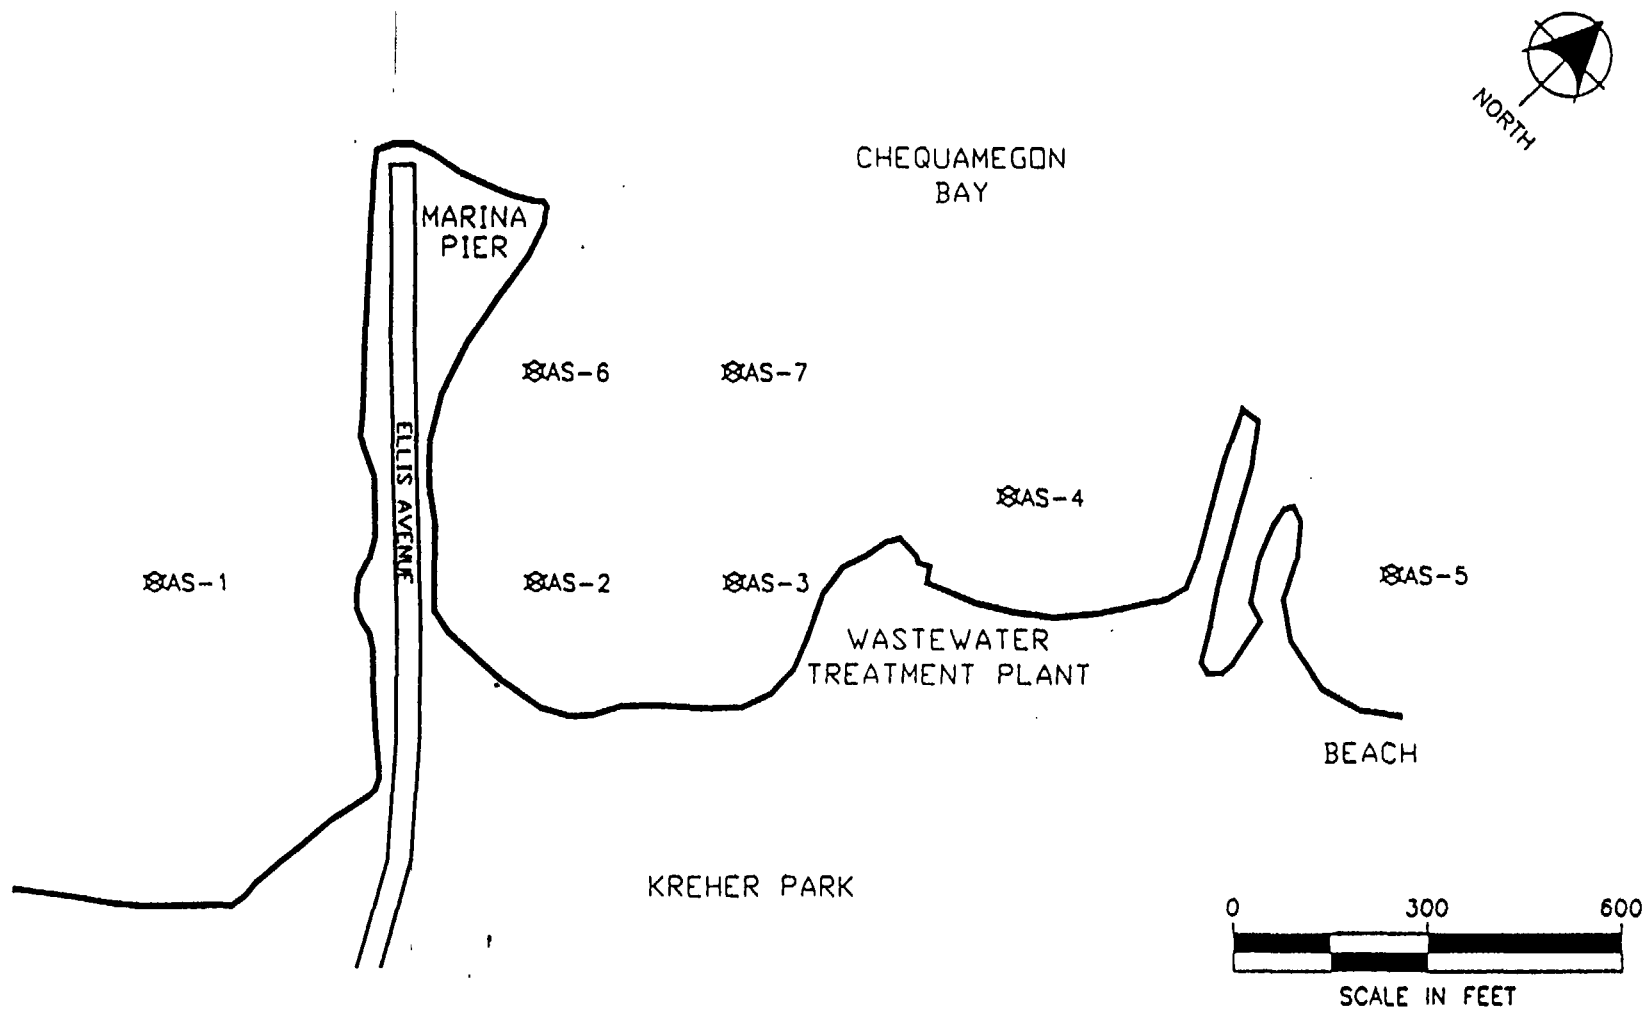 NORTH
CHEQUAMEGON
BAY
MARINA
PIER
AS-6
AS-7
ELLIS AVENUE
AS-4
AS-1
AS-2
AS-3
AS-5
WASTEWATER
TREATMENT PLANT
BEACH
KREHER PARK
0 300 600
SCALE IN FEET